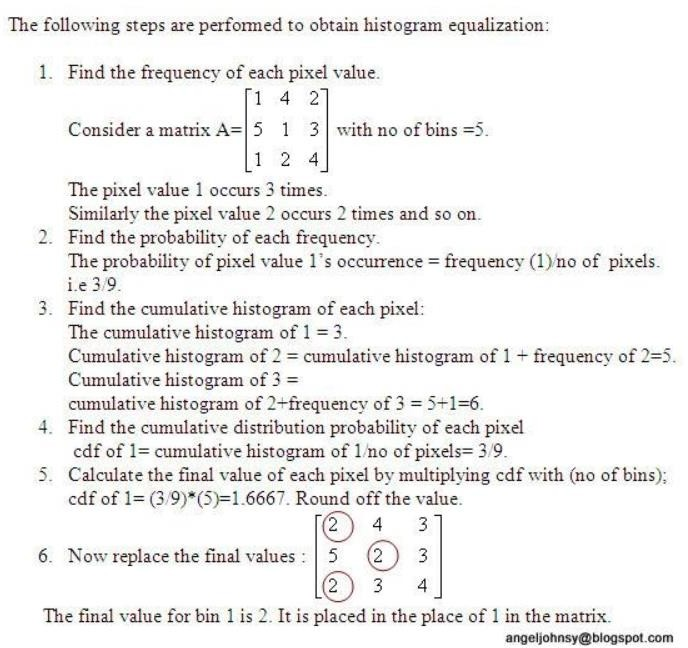 The following steps are performed to obtain histogram equalization:
1. Find the frequency of each pixel value.
1 4 2
Consider a matrix A= 5 1 3 with no of bins =5.
1 2 4
The pixel value 1 occurs 3 times.
Similarly the pixel value 2 occurs 2 times and so on.
2. Find the probability of each frequency.
The probability of pixel value 1's occurrence = frequency (1)/no of pixels.
i.e 3/9.
3. Find the cumulative histogram of each pixel:
The cumulative histogram of 1 = 3.
Cumulative histogram of 2 = cumulative histogram of 1 + frequency of 2=5.
Cumulative histogram of 3 =
cumulative histogram of 2+frequency of 3 = 5+1=6.
4. Find the cumulative distribution probability of each pixel
cdf of 1= cumulative histogram of 1/no of pixels= 3/9.
5. Calculate the final value of each pixel by multiplying cdf with (no of bins);
cdf of 1= (3/9)*(5)=1.6667. Round off the value.
2 4 3
6. Now replace the final values : 5 2 3
2 3 4
The final value for bin 1 is 2. It is placed in the place of 1 in the matrix.
angeljohnsy@blogspot.com